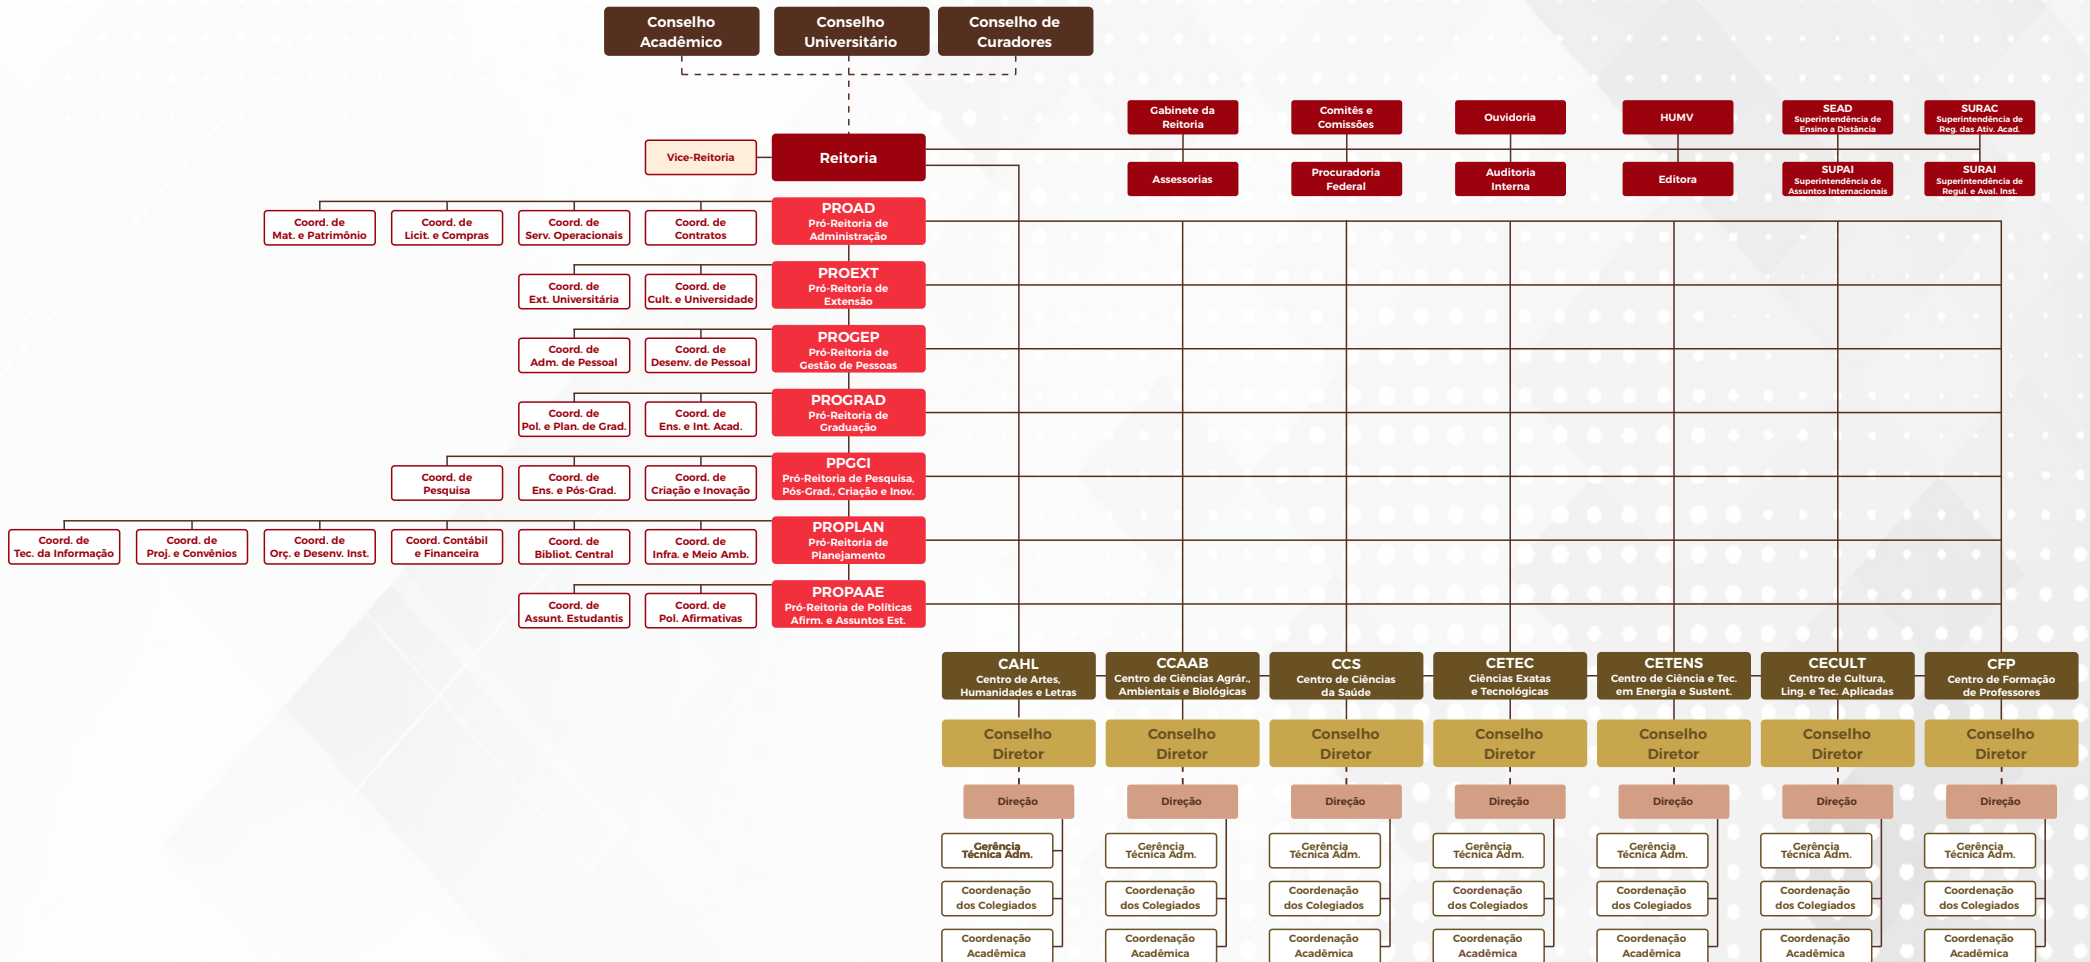 Conselho
Acadêmico
Conselho
Universitário
Conselho de
Curadores
Gabinete da
Reitoria
Comitês e
Comissões
Ouvidoria
HUMV
SEAD
Superintendência de
Ensino a Distância
SURAC
Superintendência de
Reg. das Ativ. Acad.
Vice-Reitoria
Reitoria
Assessorias
Procuradoria
Federal
Auditoria
Interna
Editora
SUPAI
Superintendência de
Assuntos Internacionais
SURAI
Superintendência de
Regul. e Aval. Inst.
Coord. de
Mat. e Patrimônio
Coord. de
Licit. e Compras
Coord. de
Serv. Operacionais
Coord. de
Contratos
PROAD
Pró-Reitoria de
Administração
Coord. de
Ext. Universitária
Coord. de
Cult. e Universidade
PROEXT
Pró-Reitoria de
Extensão
Coord. de
Adm. de Pessoal
Coord. de
Desenv. de Pessoal
PROGEP
Pró-Reitoria de
Gestão de Pessoas
Coord. de
Pol. e Plan. de Grad.
Coord. de
Ens. e Int. Acad.
PROGRAD
Pró-Reitoria de
Graduação
Coord. de
Pesquisa
Coord. de
Ens. e Pós-Grad.
Coord. de
Criação e Inovação
PPGCI
Pró-Reitoria de Pesquisa,
Pós-Grad., Criação e Inov.
Coord. de
Tec. da Informação
Coord. de
Proj. e Convênios
Coord. de
Orç. e Desenv. Inst.
Coord. Contábil
e Financeira
Coord. de
Bibliot. Central
Coord. de
Infra. e Meio Amb.
PROPLAN
Pró-Reitoria de
Planejamento
Coord. de
Assunt. Estudantis
Coord. de
Pol. Afirmativas
PROPAAE
Pró-Reitoria de Políticas
Afirm. e Assuntos Est.
CAHL
Centro de Artes,
Humanidades e Letras
CCAAB
Centro de Ciências Agrár.,
Ambientais e Biológicas
CCS
Centro de Ciências
da Saúde
CETEC
Ciências Exatas
e Tecnológicas
CETENS
Centro de Ciência e Tec.
em Energia e Sustent.
CECULT
Centro de Cultura,
Ling. e Tec. Aplicadas
CFP
Centro de Formação
de Professores
Conselho
Diretor
Conselho
Diretor
Conselho
Diretor
Conselho
Diretor
Conselho
Diretor
Conselho
Diretor
Conselho
Diretor
Direção
Direção
Direção
Direção
Direção
Direção
Direção
Gerência
Técnica Adm.
Gerência
Técnica Adm.
Gerência
Técnica Adm.
Gerência
Técnica Adm.
Gerência
Técnica Adm.
Gerência
Técnica Adm.
Gerência
Técnica Adm.
Coordenação
dos Colegiados
Coordenação
dos Colegiados
Coordenação
dos Colegiados
Coordenação
dos Colegiados
Coordenação
dos Colegiados
Coordenação
dos Colegiados
Coordenação
dos Colegiados
Coordenação
Acadêmica
Coordenação
Acadêmica
Coordenação
Acadêmica
Coordenação
Acadêmica
Coordenação
Acadêmica
Coordenação
Acadêmica
Coordenação
Acadêmica